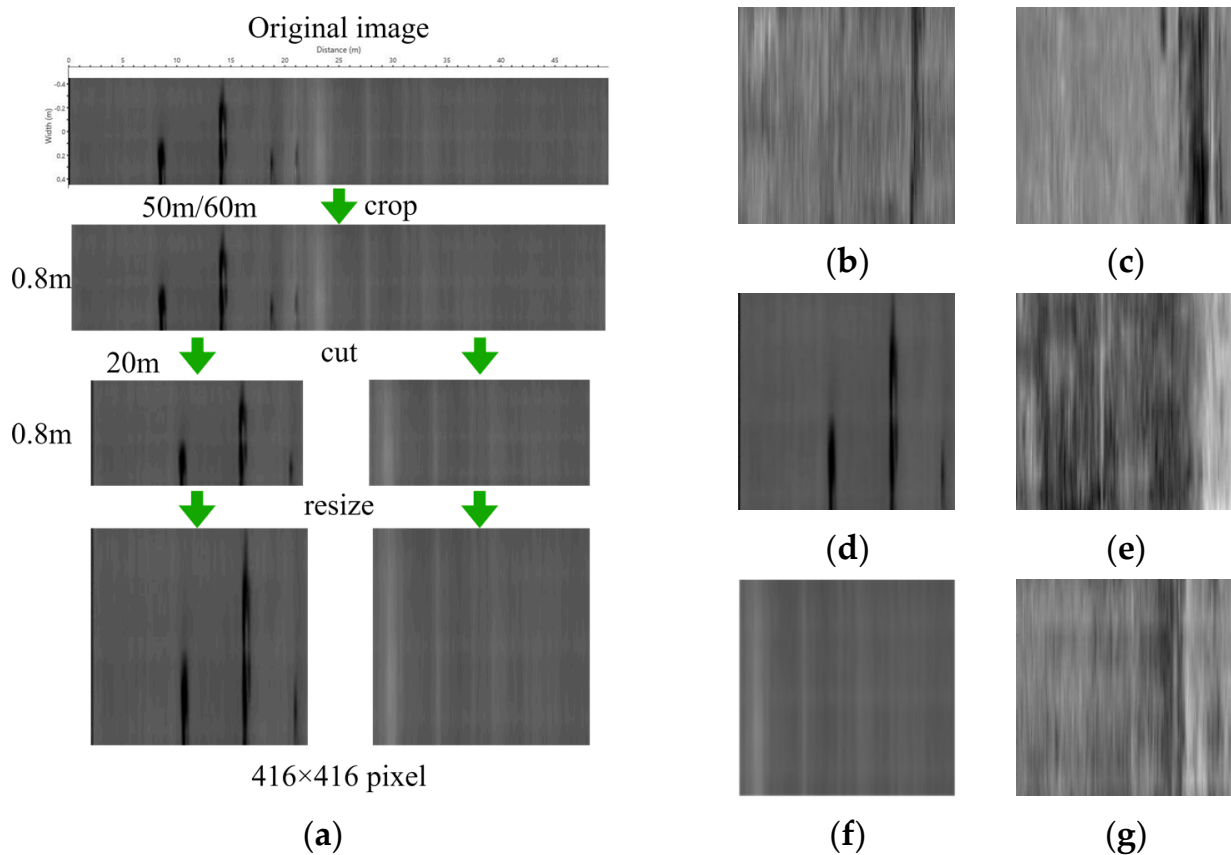 Original image
Distance (m)
0 5 10 15 20 25 30 35 40 45
Width (m)
-0.4
-0.2
0
0.2
0.4
50m/60m
crop
0.8m
20m
cut
0.8m
resize
416×416 pixel
(a)
(b)
(c)
(d)
(e)
(f)
(g)